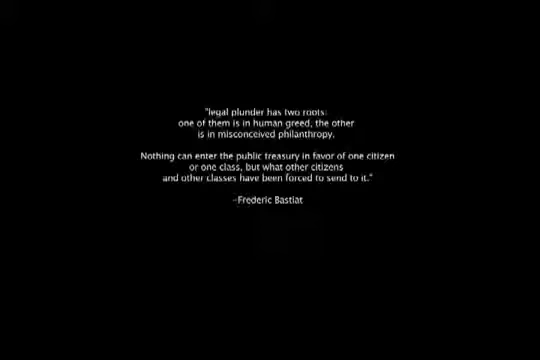 "legal plunder has two roots:
one of them is in human greed, the other
is in misconceived philanthropy.
Nothing can enter the public treasury in favor of one citizen
or one class, but what other citizens
and other classes have been forced to send to it."
-Frederic Bastiat